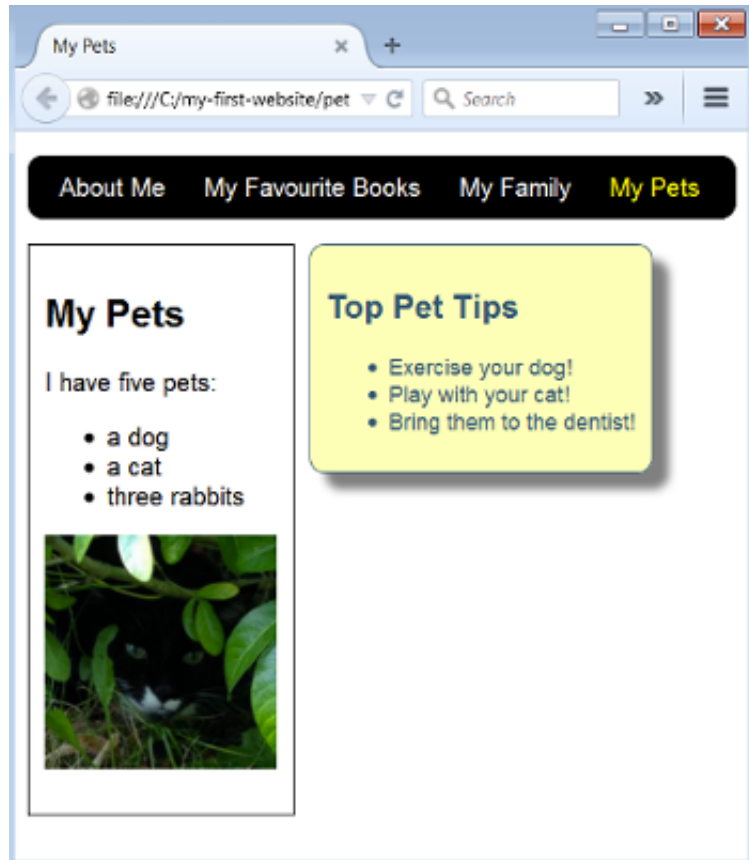 My Pets
file:///C:/my-first-website/pet
Search
About Me My Favourite Books My Family My Pets
My Pets
I have five pets:
• a dog
• a cat
• three rabbits
Top Pet Tips
• Exercise your dog!
• Play with your cat!
• Bring them to the dentist!